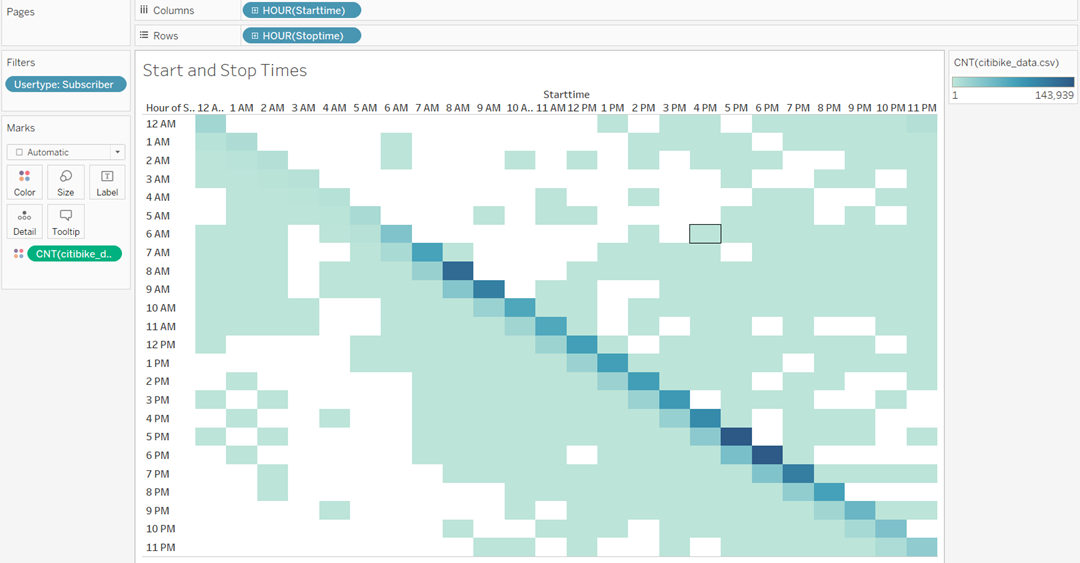 Pages
Columns
HOUR(Starttime)
Rows
HOUR(Stoptime)
Filters
Usertype: Subscriber
Marks
Automatic
Color
Size
Label
Detail
Tooltip
CNT(citibike_d..
Start and Stop Times
Starttime
Hour of S.. 12 A.. 1 AM 2 AM 3 AM 4 AM 5 AM 6 AM 7 AM 8 AM 9 AM 10 A.. 11 AM 12 PM 1 PM 2 PM 3 PM 4 PM 5 PM 6 PM 7 PM 8 PM 9 PM 10 PM 11 PM
12 AM
1 AM
2 AM
3 AM
4 AM
5 AM
6 AM
7 AM
8 AM
9 AM
10 AM
11 AM
12 PM
1 PM
2 PM
3 PM
4 PM
5 PM
6 PM
7 PM
8 PM
9 PM
10 PM
11 PM
CNT(citibike_data.csv)
1 143,939